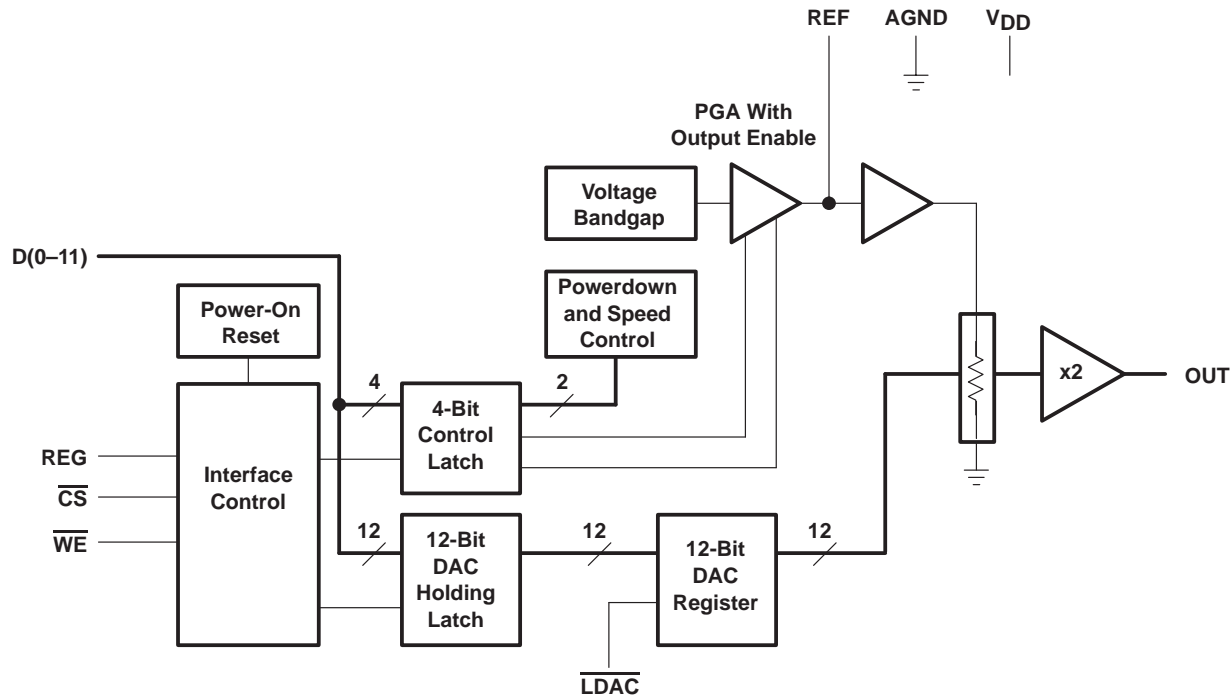 REF AGND VDD
PGA With
Output Enable
Voltage
Bandgap
D(0–11)
Power-On
Reset
Powerdown
and Speed
Control
4
2
x2
OUT
4-Bit
Control
Latch
REG
CS
WE
Interface
Control
12
12-Bit
DAC
Holding
Latch
12
12-Bit
DAC
Register
12
LDAC